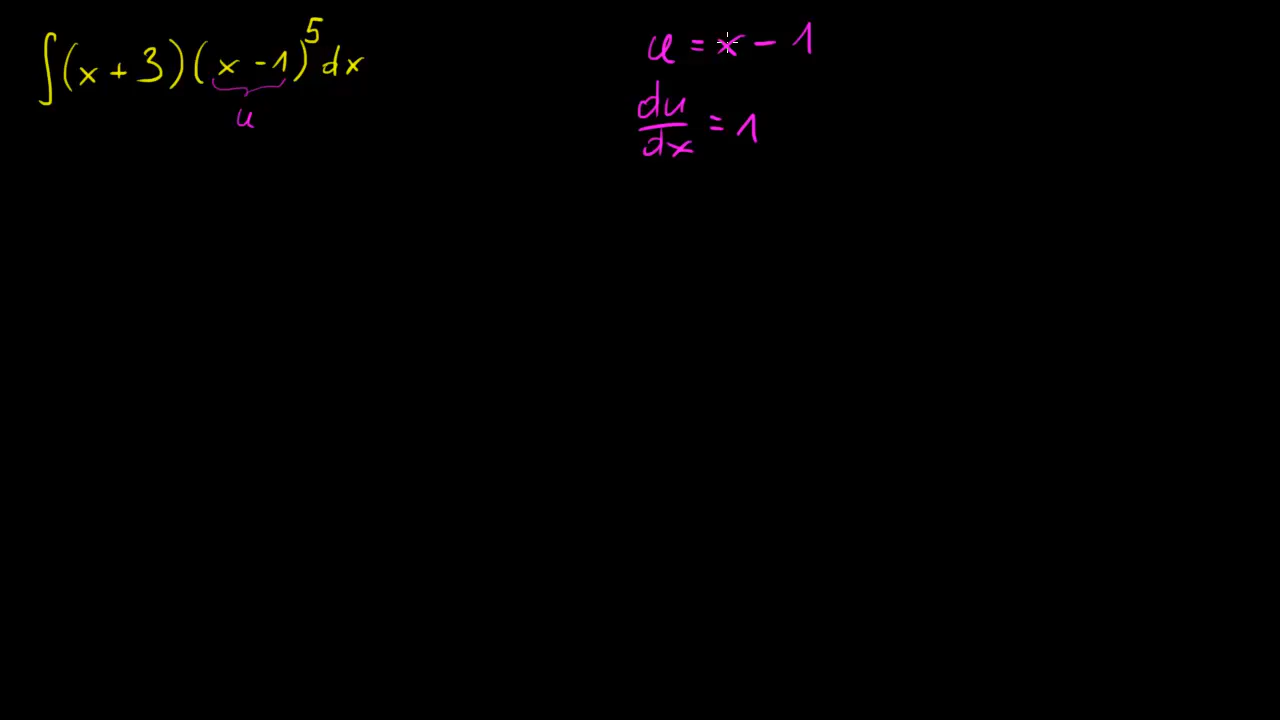 ∫(x + 3)(x - 1)^5 dx
u
u = x - 1
du/dx = 1